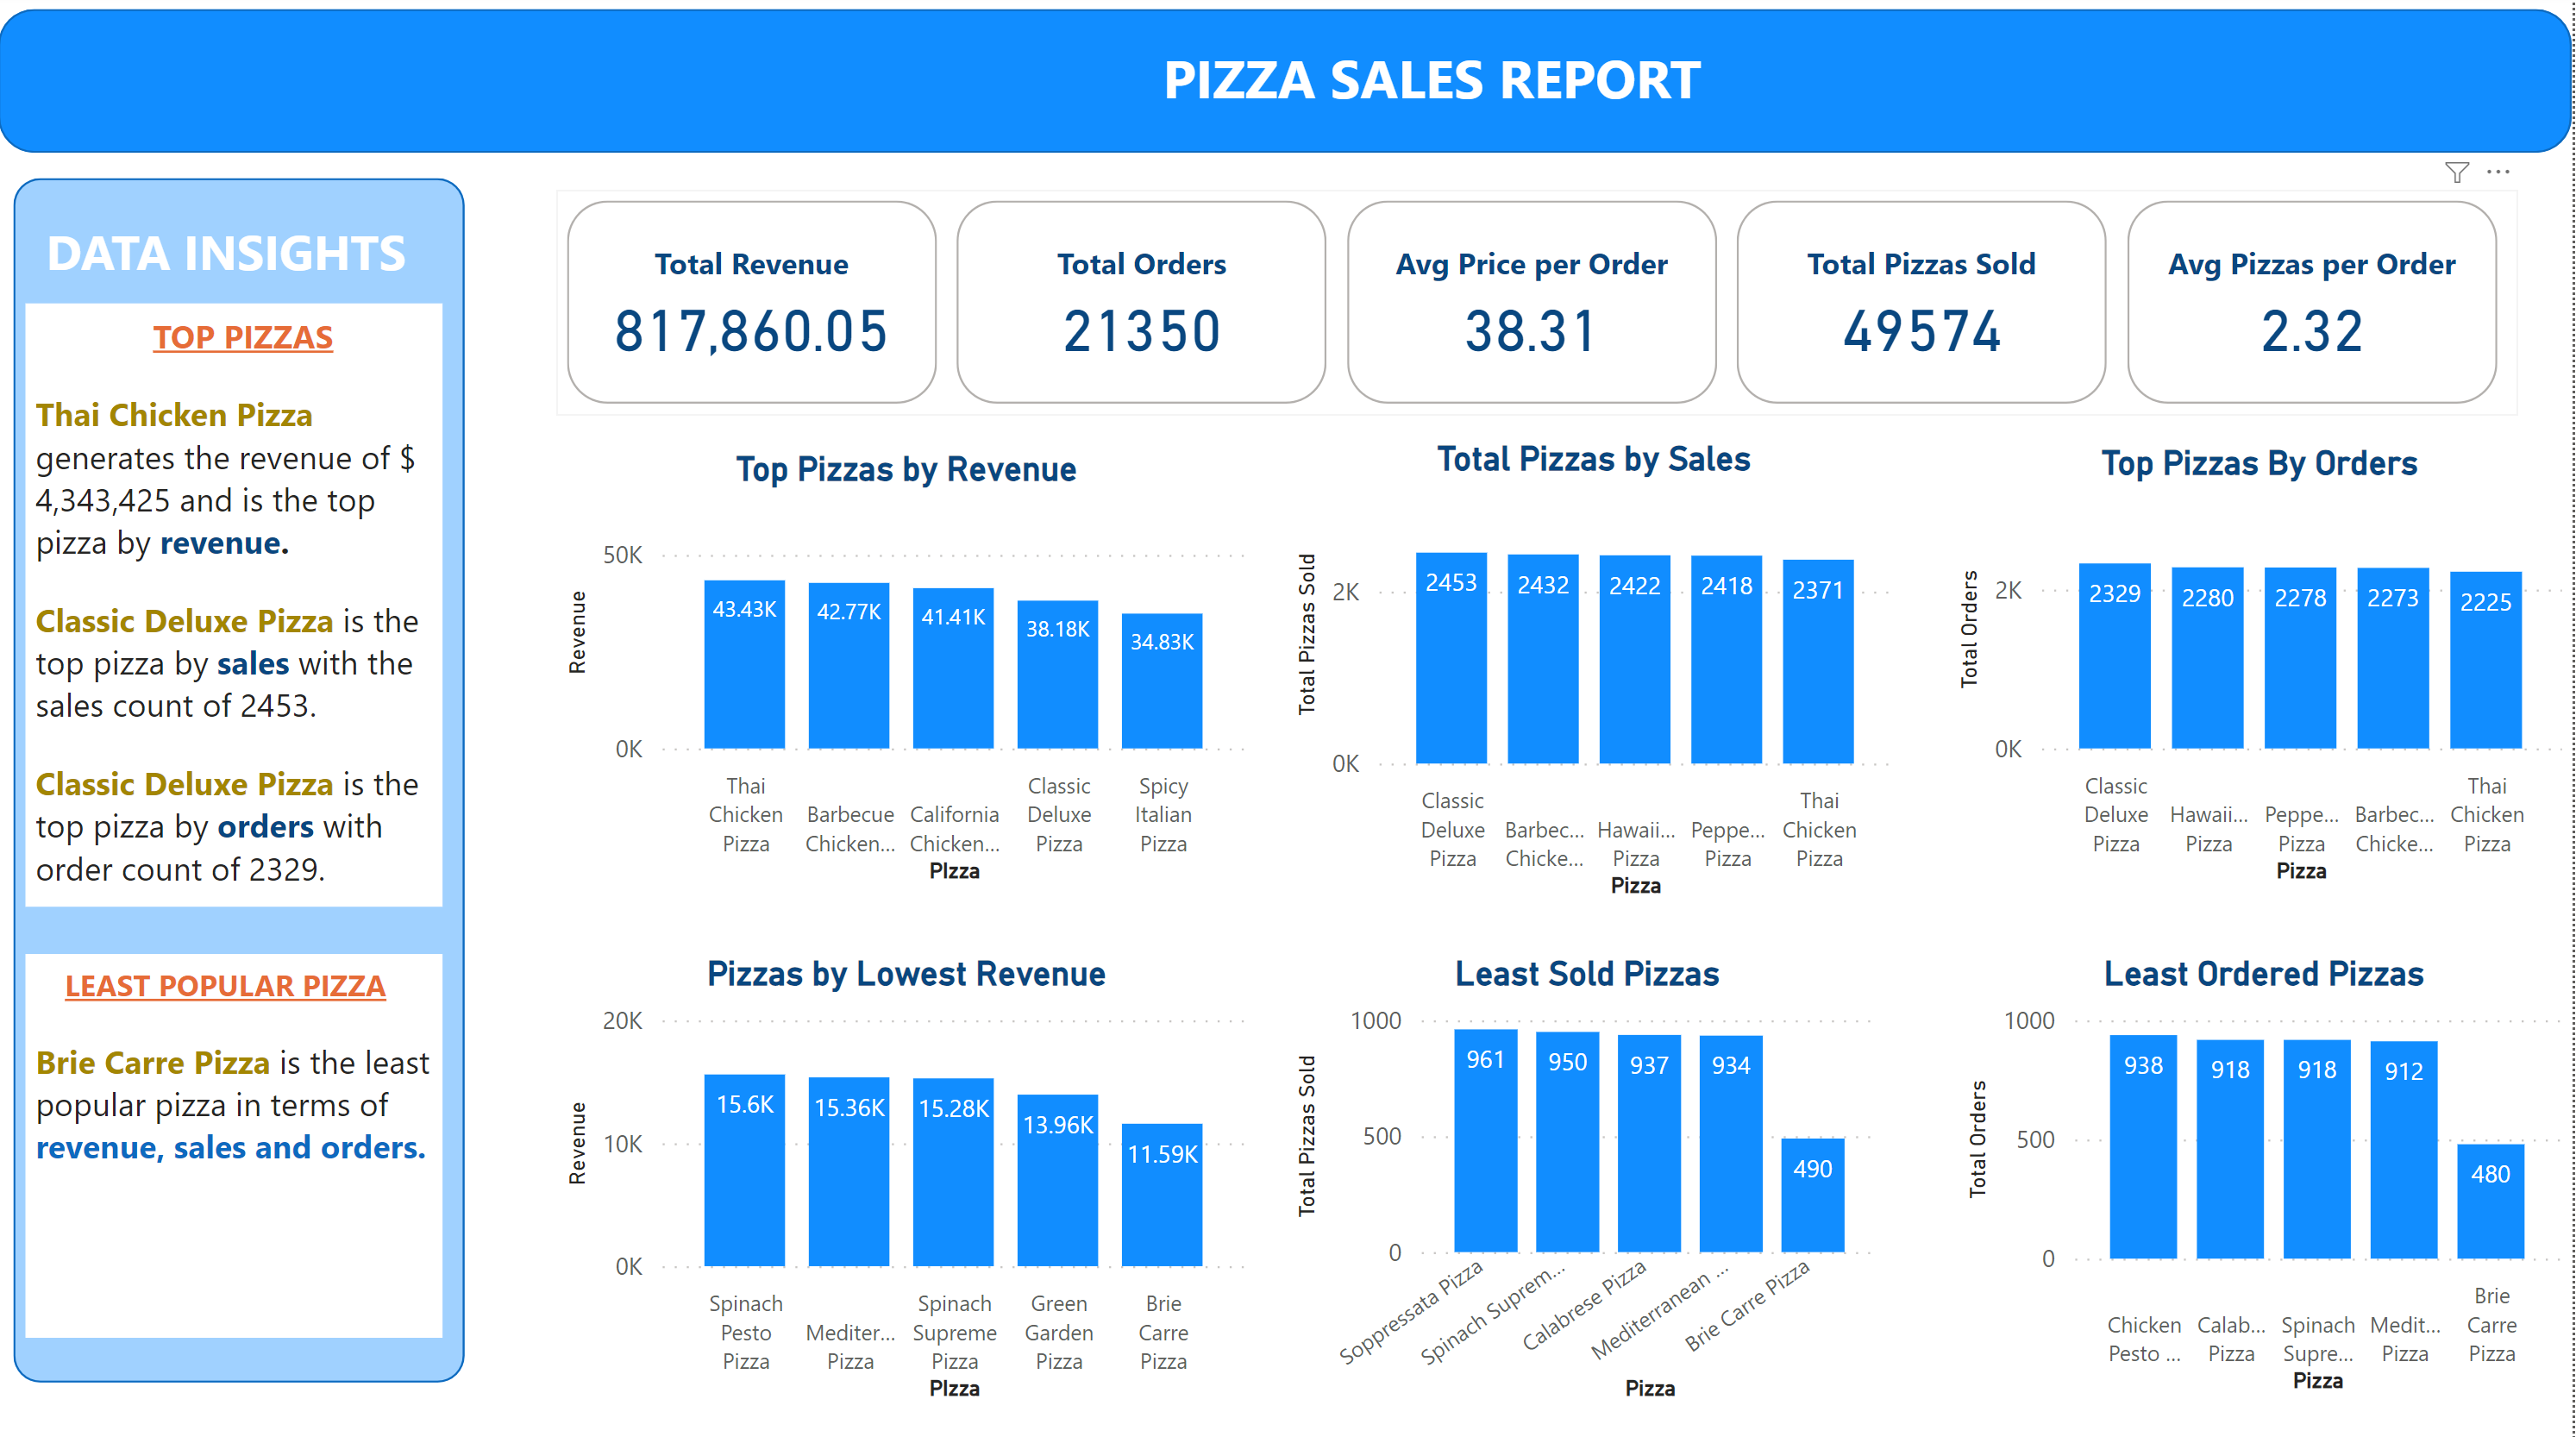 PIZZA SALES REPORT
DATA INSIGHTS
TOP PIZZAS
Thai Chicken Pizza
generates the revenue of $
4,343,425 and is the top
pizza by revenue.
Classic Deluxe Pizza is the
top pizza by sales with the
sales count of 2453.
Classic Deluxe Pizza is the
top pizza by orders with
order count of 2329.
LEAST POPULAR PIZZA
Brie Carre Pizza is the least
popular pizza in terms of
revenue, sales and orders.
Total Revenue
817,860.05
Total Orders
21350
Avg Price per Order
38.31
Total Pizzas Sold
49574
Avg Pizzas per Order
2.32
Top Pizzas by Revenue
Revenue
50K
0K
43.43K
42.77K
41.41K
38.18K
34.83K
Thai
Chicken
Pizza
Barbecue
Chicken...
California
Chicken...
Classic
Deluxe
Pizza
Spicy
Italian
Pizza
PIzza
Total Pizzas by Sales
Total Pizzas Sold
2K
0K
2453
2432
2422
2418
2371
Classic
Deluxe
Pizza
Barbec...
Chicke...
Hawaii...
Pizza
Peppe...
Pizza
Thai
Chicken
Pizza
Pizza
Top Pizzas By Orders
Total Orders
2K
0K
2329
2280
2278
2273
2225
Classic
Deluxe
Pizza
Hawaii...
Pizza
Peppe...
Pizza
Barbec...
Chicke...
Thai
Chicken
Pizza
Pizza
Pizzas by Lowest Revenue
Revenue
20K
10K
0K
15.6K
15.36K
15.28K
13.96K
11.59K
Spinach
Pesto
Pizza
Mediter...
Pizza
Spinach
Supreme
Pizza
Green
Garden
Pizza
Brie
Carre
Pizza
PIzza
Least Sold Pizzas
Total Pizzas Sold
1000
500
0
961
950
937
934
490
Soppressata Pizza
Spinach Suprem...
Calabrese Pizza
Mediterranean ...
Brie Carre Pizza
Pizza
Least Ordered Pizzas
Total Orders
1000
500
0
938
918
918
912
480
Chicken
Pesto ...
Calab...
Pizza
Spinach
Supre...
Medit...
Pizza
Brie
Carre
Pizza
Pizza